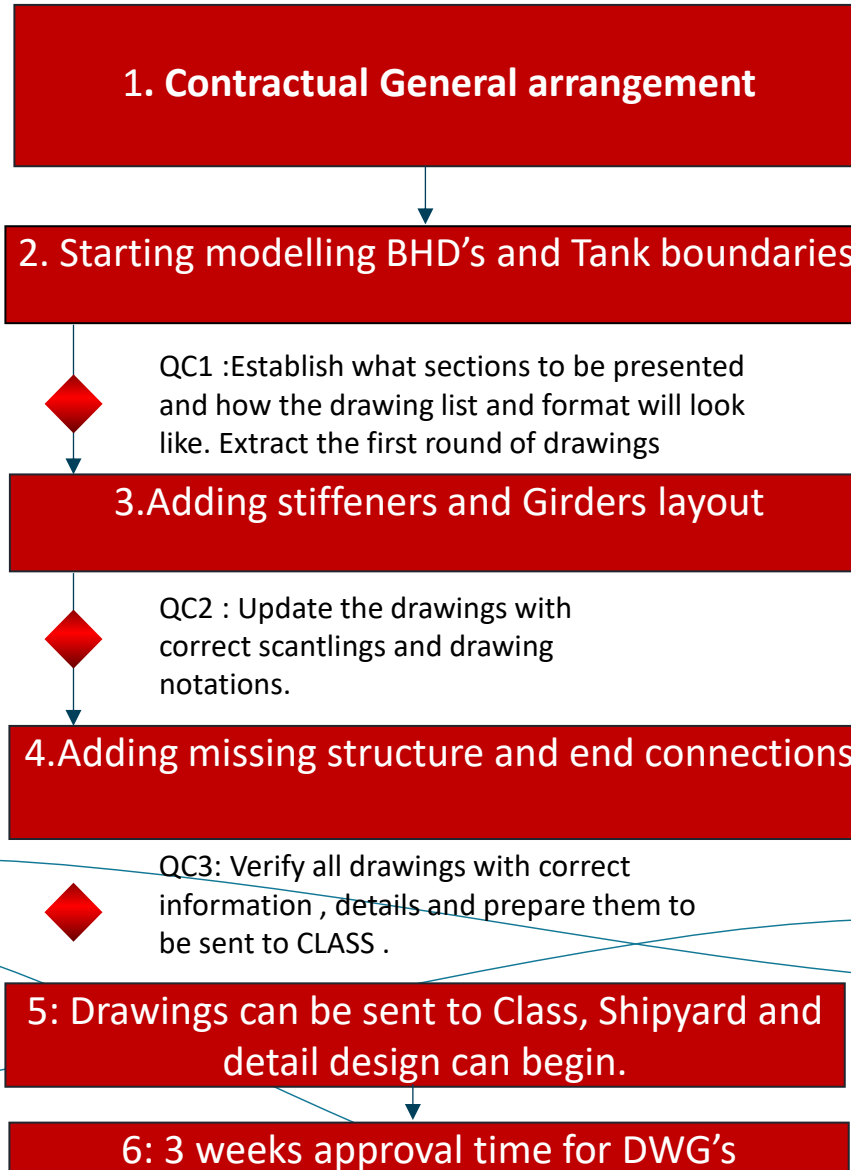 1. Contractual General arrangement
2. Starting modelling BHD’s and Tank boundaries
QC1 :Establish what sections to be presented
and how the drawing list and format will look
like. Extract the first round of drawings
3.Adding stiffeners and Girders layout
QC2 : Update the drawings with
correct scantlings and drawing
notations.
4.Adding missing structure and end connections
QC3: Verify all drawings with correct
information , details and prepare them to
be sent to CLASS .
5: Drawings can be sent to Class, Shipyard and
detail design can begin.
6: 3 weeks approval time for DWG’s